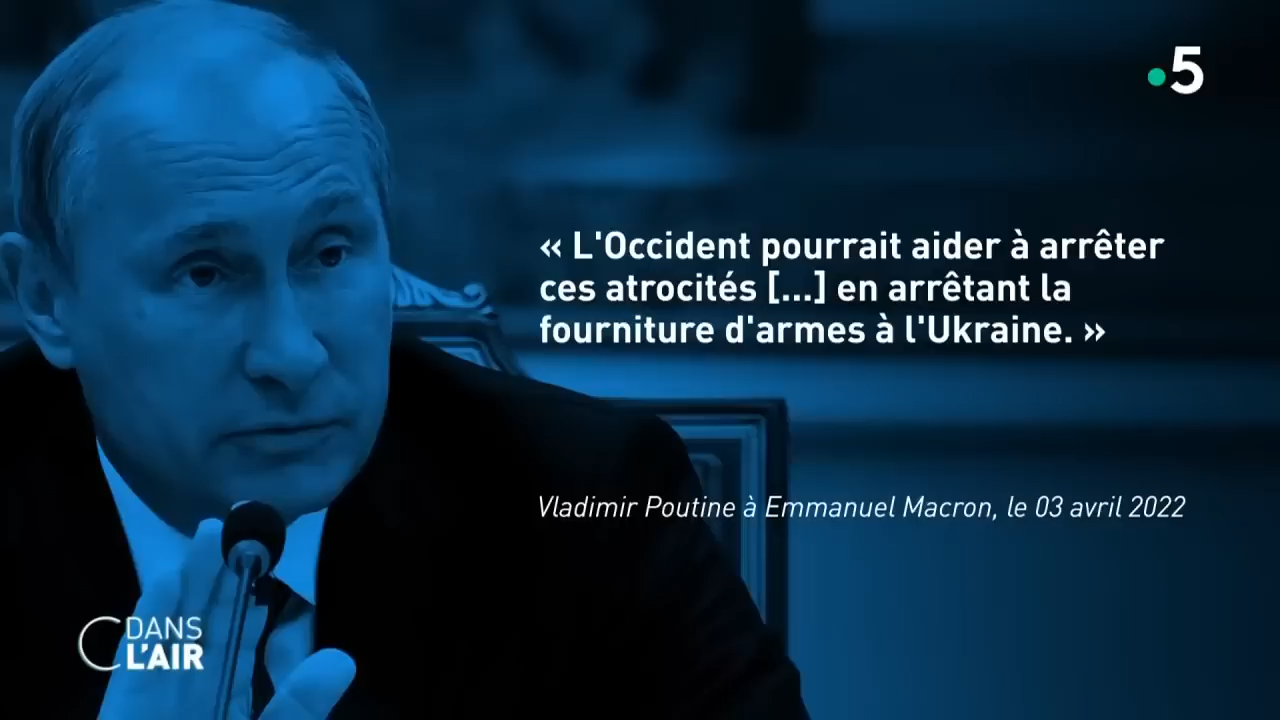 5
« L'Occident pourrait aider à arrêter
ces atrocités [...] en arrêtant la
fourniture d'armes à l'Ukraine. »
Vladimir Poutine à Emmanuel Macron, le 03 avril 2022
C DANS
L'AIR